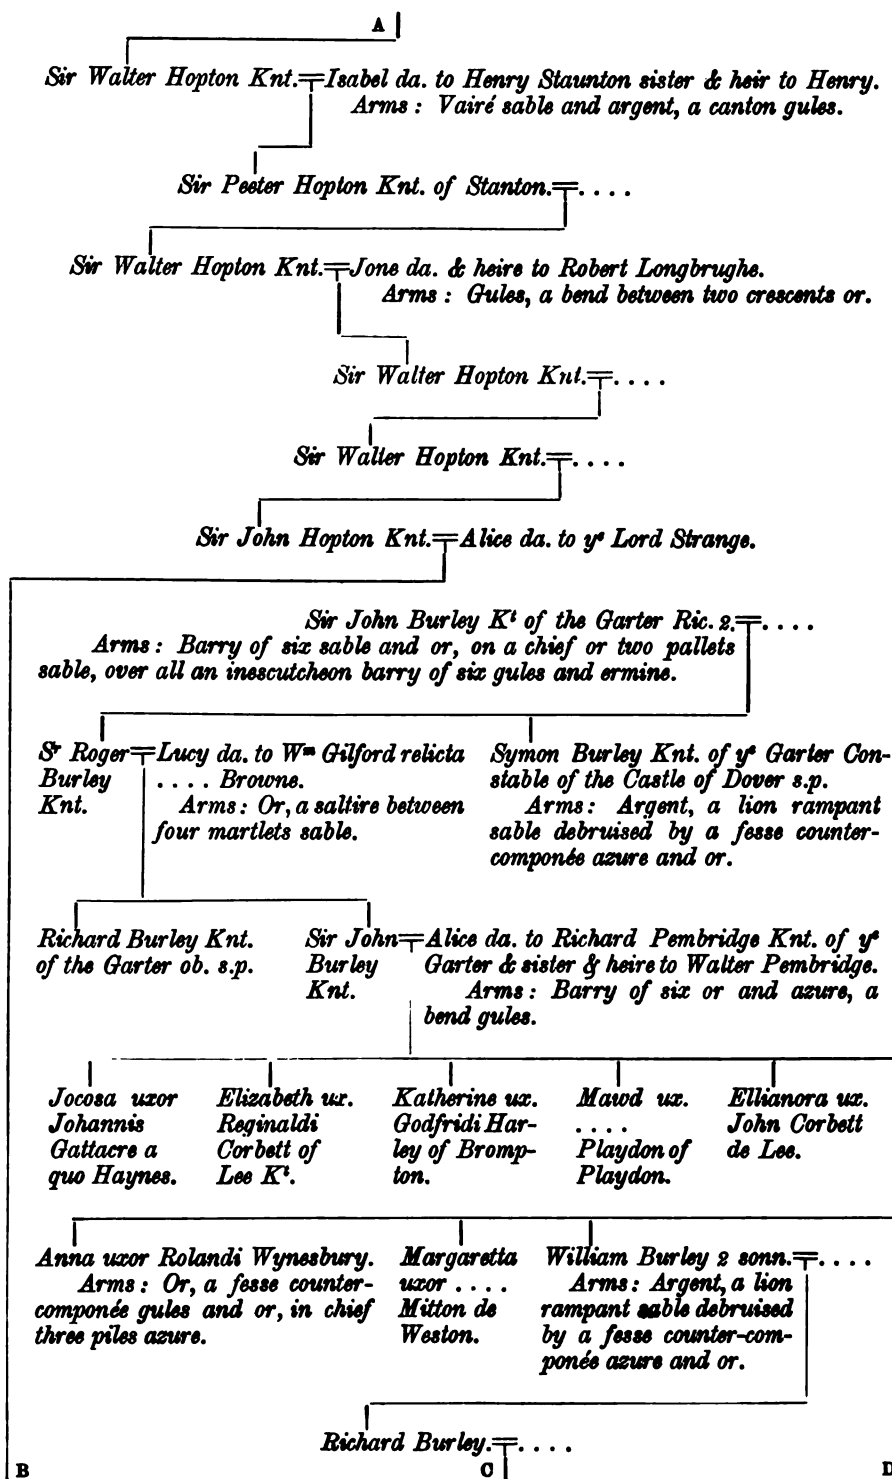 A
Sir Walter Hopton Knt.=Isabel da. to Henry Staunton sister & heir to Henry.
Arms: Vairé sable and argent, a canton gules.
Sir Peeter Hopton Knt. of Stanton.=....
Sir Walter Hopton Knt.=Jone da. & heire to Robert Longbrughe.
Arms: Gules, a bend between two crescents or.
Sir Walter Hopton Knt.=....
Sir Walter Hopton Knt.=....
Sir John Hopton Knt.=Alice da. to yᵉ Lord Strange.
Sir John Burley Kᵗ of the Garter Ric. 2.=....
Arms: Barry of six sable and or, on a chief or two pallets
sable, over all an inescutcheon barry of six gules and ermine.
Sʳ Roger=Lucy da. to Wᵐ Gilford relicta
Burley .... Browne.
Knt. Arms: Or, a saltire between
four martlets sable.
Symon Burley Knt. of yᵉ Garter Con-
stable of the Castle of Dover s.p.
Arms: Argent, a lion rampant
sable debruised by a fesse counter-
componée azure and or.
Richard Burley Knt.
of the Garter ob. s.p.
Sir John=Alice da. to Richard Pembridge Knt. of yᵉ
Burley Garter & sister & heire to Walter Pembridge.
Knt. Arms: Barry of six or and azure, a
bend gules.
Jocosa uxor
Johannis
Gattacre a
quo Haynes.
Elizabeth ux.
Reginaldi
Corbett of
Lee Kᵗ.
Katherine ux.
Godfridi Har-
ley of Bromp-
ton.
Mawd ux.
....
Playdon of
Playdon.
Ellianora ux.
John Corbett
de Lee.
Anna uxor Rolandi Wynesbury.
Arms: Or, a fesse counter-
componée gules and or, in chief
three piles azure.
Margaretta
uxor ....
Mitton de
Weston.
William Burley 2 sonn.=....
Arms: Argent, a lion
rampant sable debruised
by a fesse counter-com-
ponée azure and or.
Richard Burley.=....
B C D